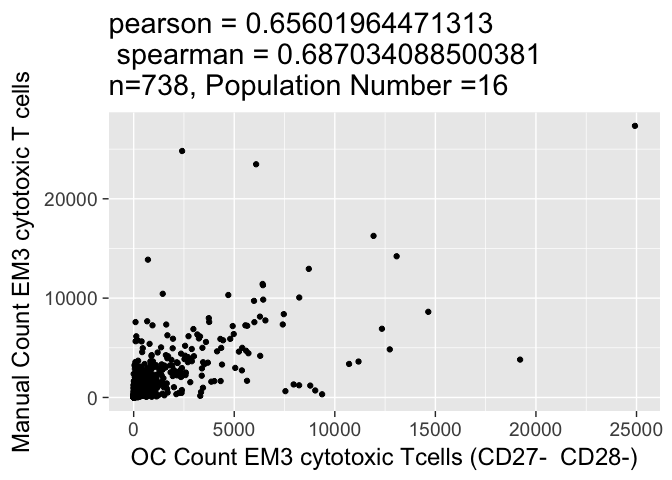 pearson = 0.65601964471313
spearman = 0.687034088500381
n=738, Population Number =16
Manual Count EM3 cytotoxic T cells
20000
10000
0
0 5000 10000 15000 20000 25000
OC Count EM3 cytotoxic Tcells (CD27-  CD28-)